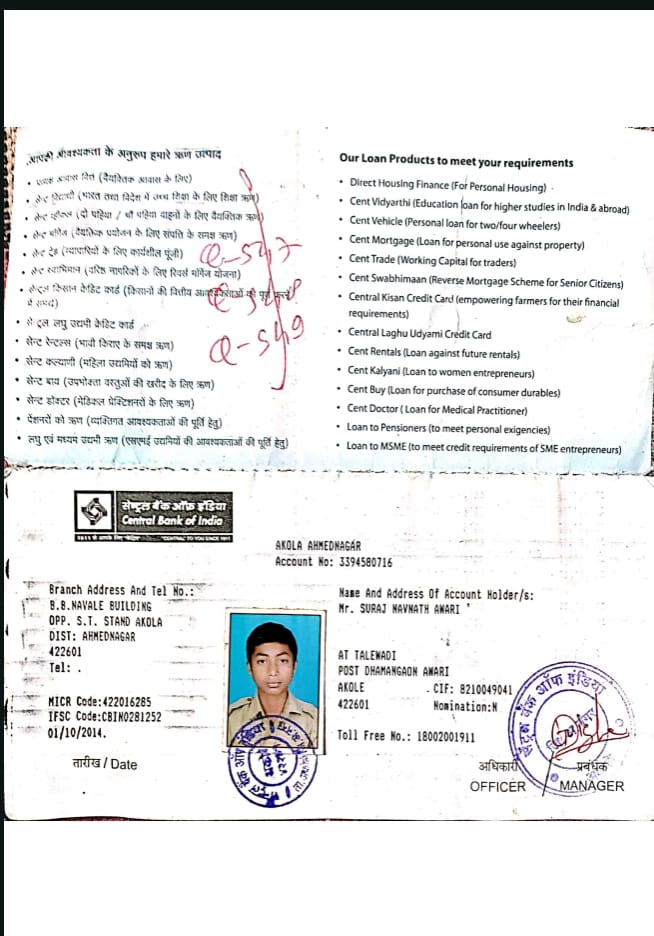 आपकी आवश्यकता के अनुरूप हमारे ऋण उत्पाद
आवास वित्त (वैयक्तिक आवास के लिए)
• सेन्ट विद्यार्थी (भारत तथा विदेश में उच्च शिक्षा के लिए शिक्षा ऋण)
• सेन्ट (दो पहिया / चौ पहिया वाहनों के लिए वैयक्तिक ऋण)
• सेन्ट मॉर्गेज (वैयक्तिक प्रयोजन के लिए संपत्ति के समक्ष ऋण)
• सेन्ट ट्रेड (व्यापारियों के लिए कार्यशील पूंजी)
• सेन्ट स्वाभिमान (वरिष्ठ नागरिकों के लिए रिवर्स मॉर्गेज योजना)
• सेन्ट्रल किसान क्रेडिट कार्ड (किसानों की वित्तीय आवश्यकताओं की पूर्ति करने
में समर्थ)
• सेन्ट्रल लघु उद्यमी क्रेडिट कार्ड
• सेन्ट रेन्टल्स (भावी किराए के समक्ष ऋण)
• सेन्ट कल्याणी (महिला उद्यमियों को ऋण)
• सेन्ट बाय (उपभोक्ता वस्तुओं की खरीद के लिए ऋण)
• सेन्ट डॉक्टर (मेडिकल प्रेक्टिशनरों के लिए ऋण)
• पेंशनरों को ऋण (व्यक्तिगत आवश्यकताओं की पूर्ति हेतु)
• लघु एवं मध्यम उद्यमी ऋण (एसएमई उद्यमियों की आवश्यकताओं की पूर्ति हेतु)
Q-547
Q-548
Q-549
Our Loan Products to meet your requirements
• Direct Housing Finance (For Personal Housing)
• Cent Vidyarthi (Education loan for higher studies in India & abroad)
• Cent Vehicle (Personal loan for two/four wheelers)
• Cent Mortgage (Loan for personal use against property)
• Cent Trade (Working Capital for traders)
• Cent Swabhimaan (Reverse Mortgage Scheme for Senior Citizens)
• Central Kisan Credit Card (empowering farmers for their financial
requirements)
• Central Laghu Udyami Credit Card
• Cent Rentals (Loan against future rentals)
• Cent Kalyani (Loan to women entrepreneurs)
• Cent Buy (Loan for purchase of consumer durables)
• Cent Doctor ( Loan for Medical Practitioner)
• Loan to Pensioners (to meet personal exigencies)
• Loan to MSME (to meet credit requirements of SME entrepreneurs)
सेन्ट्रल बैंक ऑफ़ इंडिया
Central Bank of India
1911 से आपके लिए "केंद्रित" "CENTRAL" TO YOU SINCE 1911
AKOLA AHMEDNAGAR
Account No: 3394580716
Branch Address And Tel No.:
B.B.NAVALE BUILDING
OPP. S.T. STAND AKOLA
DIST: AHMEDNAGAR
422601
Tel: .
MICR Code:422016285
IFSC Code:CBIN0281252
01/10/2014.
तारीख / Date
Name And Address Of Account Holder/s:
Mr. SURAJ NAVNATH AWARI
AT TALEWADI
POST DHAMANGAON AWARI
AKOLE . CIF: 8210049041
422601 Nomination:N
Toll Free No.: 18002001911
सेन्ट्रल बैंक ऑफ इंडिया
अधिकारी / प्रबंधक
OFFICER / MANAGER